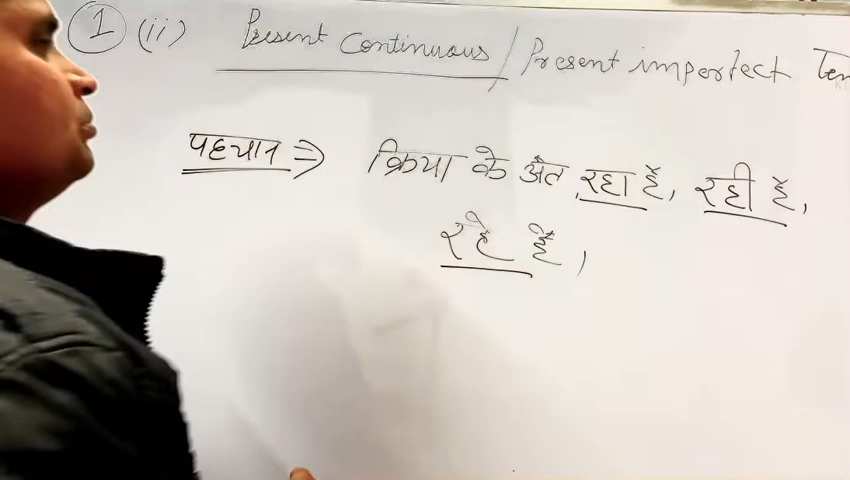 1 (ii) Present Continuous / Present imperfect Ten
पहचान ⇒ क्रिया के अंत रहा है, रही है,
रहे हैं,